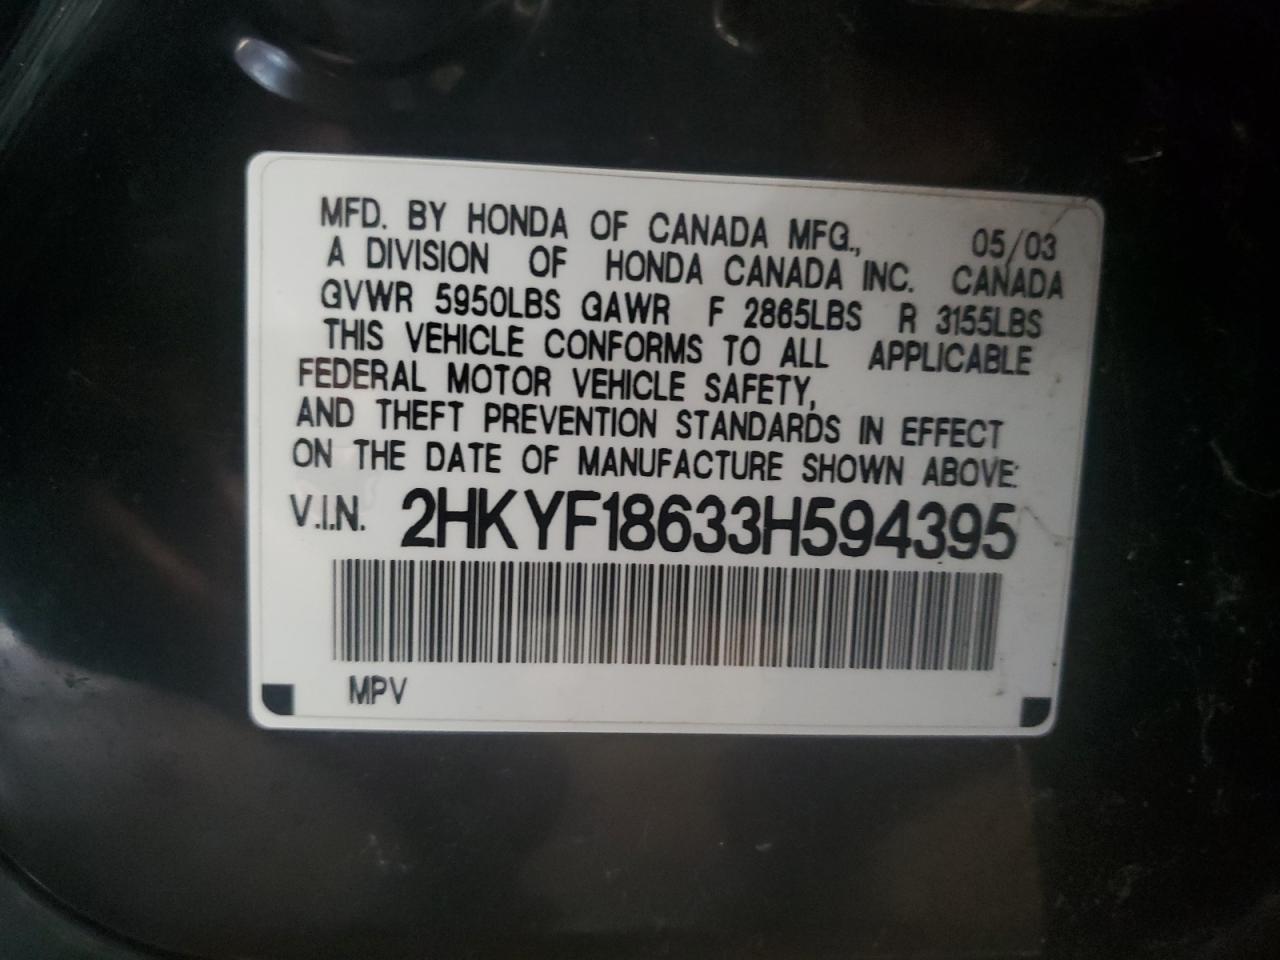 MFD. BY HONDA OF CANADA MFG., 05/03
A DIVISION OF HONDA CANADA INC. CANADA
GVWR 5950LBS GAWR F 2865LBS R 3155LBS
THIS VEHICLE CONFORMS TO ALL APPLICABLE
FEDERAL MOTOR VEHICLE SAFETY,
AND THEFT PREVENTION STANDARDS IN EFFECT
ON THE DATE OF MANUFACTURE SHOWN ABOVE:
V.I.N. 2HKYF18633H594395
MPV